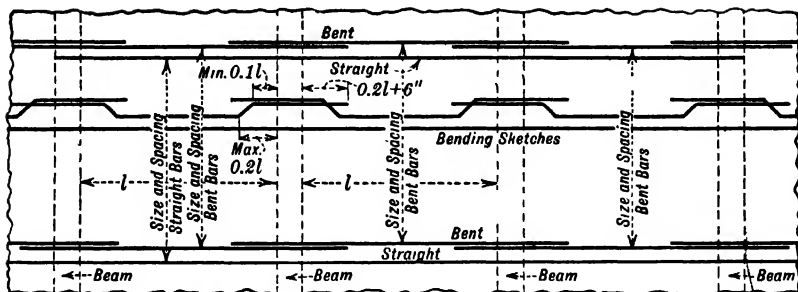 Bent
Min. 0.1l
Straight
0.2l+6"
Max.
0.2l
Bending Sketches
l
l
Size and Spacing
Straight Bars
Size and Spacing
Bent Bars
Size and Spacing
Bent Bars
Size and Spacing
Bent Bars
Bent
Straight
Beam
Beam
Beam
Beam